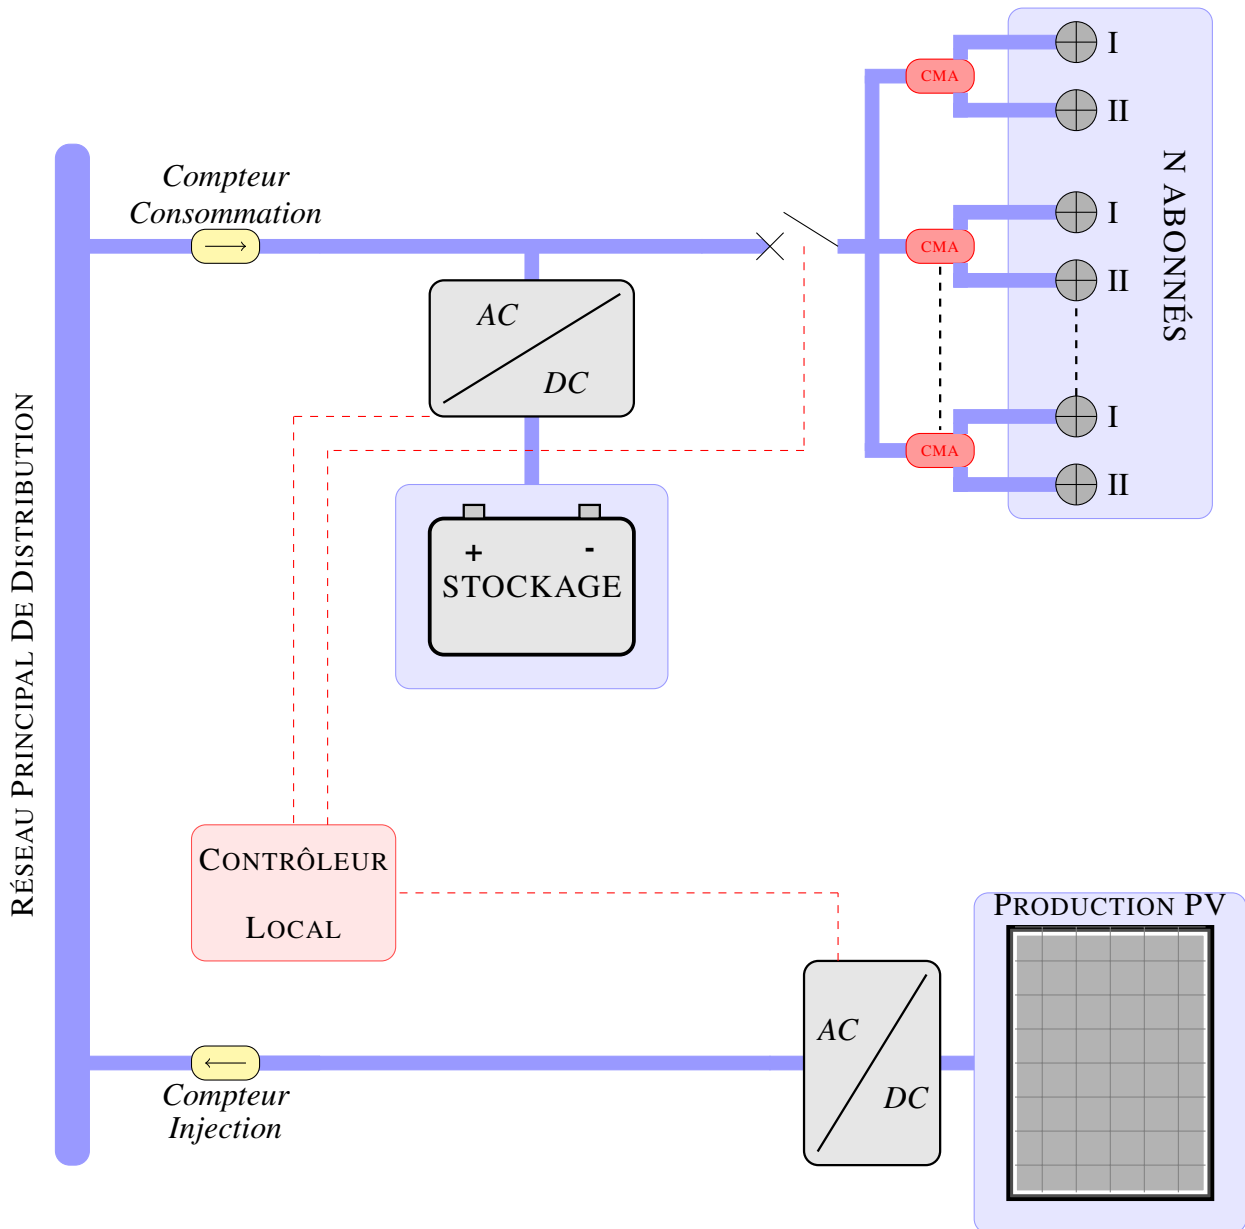 I
CMA
II
Compteur
Consommation
I
CMA
II
N ABONNÉS
AC
DC
I
CMA
II
+ -
STOCKAGE
RÉSEAU PRINCIPAL DE DISTRIBUTION
CONTRÔLEUR
LOCAL
PRODUCTION PV
AC
DC
Compteur
Injection